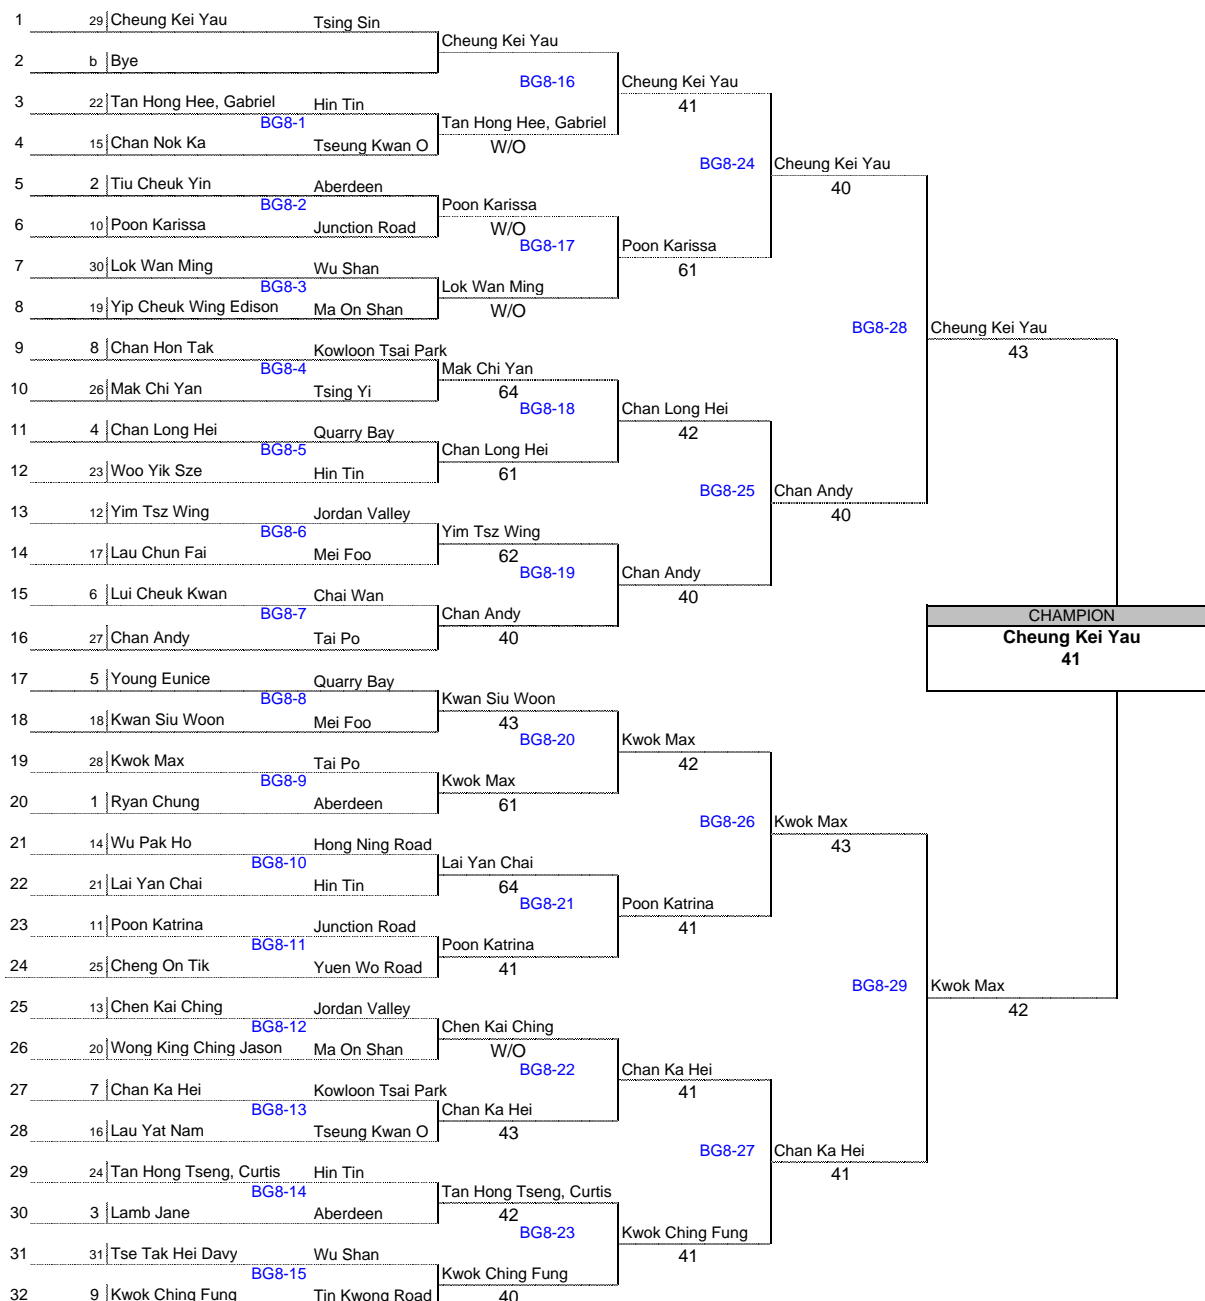 1 29 Cheung Kei Yau Tsing Sin
Cheung Kei Yau
2 b Bye
BG8-16 Cheung Kei Yau
3 22 Tan Hong Hee, Gabriel Hin Tin 41
BG8-1 Tan Hong Hee, Gabriel
4 15 Chan Nok Ka Tseung Kwan O W/O
BG8-24 Cheung Kei Yau
5 2 Tiu Cheuk Yin Aberdeen 40
BG8-2 Poon Karissa
6 10 Poon Karissa Junction Road W/O
BG8-17 Poon Karissa
7 30 Lok Wan Ming Wu Shan 61
BG8-3 Lok Wan Ming
8 19 Yip Cheuk Wing Edison Ma On Shan W/O
BG8-28 Cheung Kei Yau
9 8 Chan Hon Tak Kowloon Tsai Park 43
BG8-4 Mak Chi Yan
10 26 Mak Chi Yan Tsing Yi 64
BG8-18 Chan Long Hei
11 4 Chan Long Hei Quarry Bay 42
BG8-5 Chan Long Hei
12 23 Woo Yik Sze Hin Tin 61
BG8-25 Chan Andy
13 12 Yim Tsz Wing Jordan Valley 40
BG8-6 Yim Tsz Wing
14 17 Lau Chun Fai Mei Foo 62
BG8-19 Chan Andy
15 6 Lui Cheuk Kwan Chai Wan 40
BG8-7 Chan Andy CHAMPION
16 27 Chan Andy Tai Po 40 Cheung Kei Yau
41
17 5 Young Eunice Quarry Bay
BG8-8 Kwan Siu Woon
18 18 Kwan Siu Woon Mei Foo 43
BG8-20 Kwok Max
19 28 Kwok Max Tai Po 42
BG8-9 Kwok Max
20 1 Ryan Chung Aberdeen 61
BG8-26 Kwok Max
21 14 Wu Pak Ho Hong Ning Road 43
BG8-10 Lai Yan Chai
22 21 Lai Yan Chai Hin Tin 64
BG8-21 Poon Katrina
23 11 Poon Katrina Junction Road 41
BG8-11 Poon Katrina
24 25 Cheng On Tik Yuen Wo Road 41
BG8-29 Kwok Max
25 13 Chen Kai Ching Jordan Valley 42
BG8-12 Chen Kai Ching
26 20 Wong King Ching Jason Ma On Shan W/O
BG8-22 Chan Ka Hei
27 7 Chan Ka Hei Kowloon Tsai Park 41
BG8-13 Chan Ka Hei
28 16 Lau Yat Nam Tseung Kwan O 43
BG8-27 Chan Ka Hei
29 24 Tan Hong Tseng, Curtis Hin Tin 41
BG8-14 Tan Hong Tseng, Curtis
30 3 Lamb Jane Aberdeen 42
BG8-23 Kwok Ching Fung
31 31 Tse Tak Hei Davy Wu Shan 41
BG8-15 Kwok Ching Fung
32 9 Kwok Ching Fung Tin Kwong Road 40